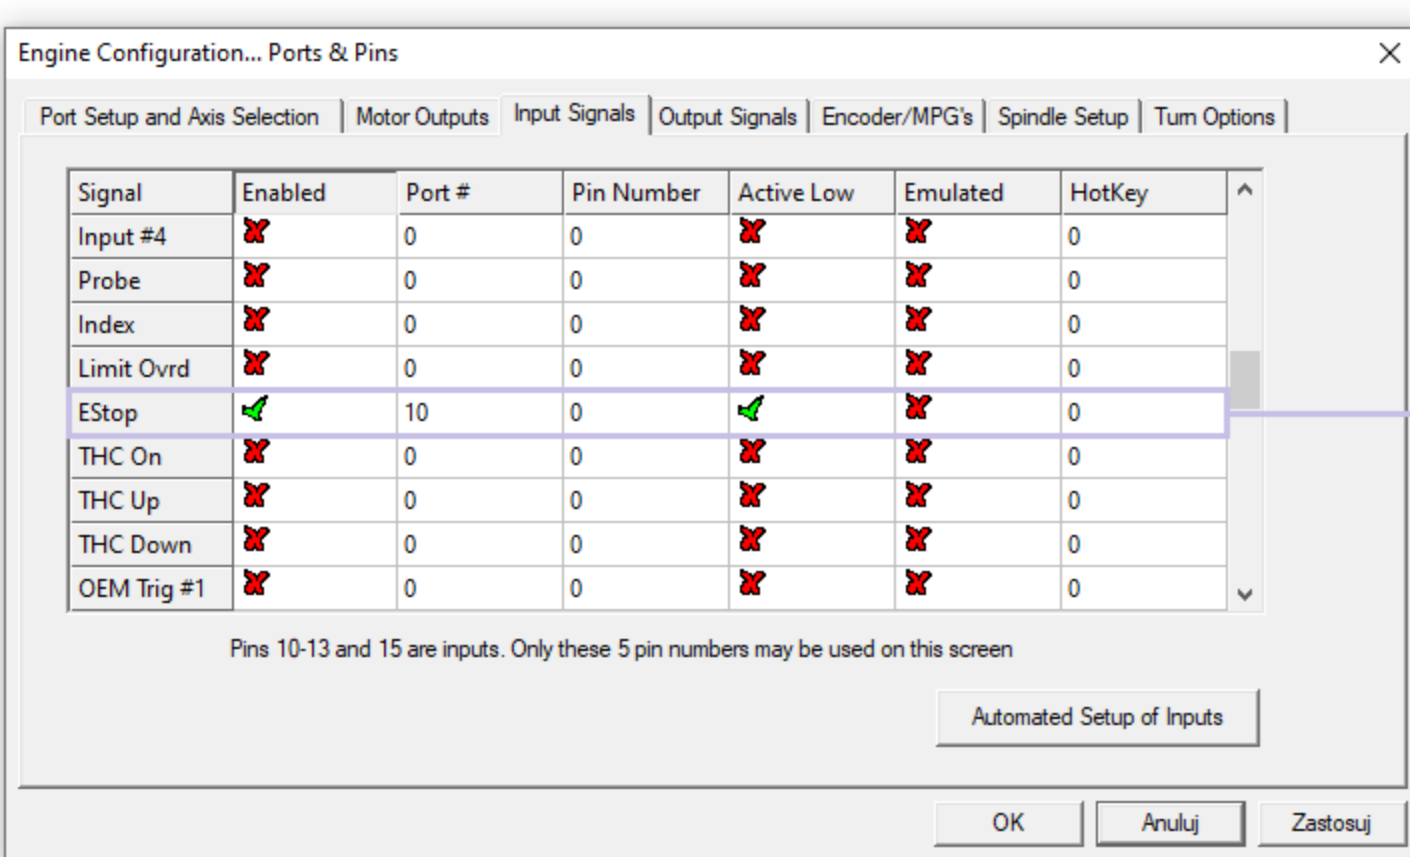 Engine Configuration... Ports & Pins
Port Setup and Axis Selection Motor Outputs Input Signals Output Signals Encoder/MPG's Spindle Setup Turn Options
Signal Enabled Port # Pin Number Active Low Emulated HotKey
Input #4 0 0 0
Probe 0 0 0
Index 0 0 0
Limit Ovrd 0 0 0
EStop 10 0 0
THC On 0 0 0
THC Up 0 0 0
THC Down 0 0 0
OEM Trig #1 0 0 0
Pins 10-13 and 15 are inputs. Only these 5 pin numbers may be used on this screen
Automated Setup of Inputs
OK Anuluj Zastosuj